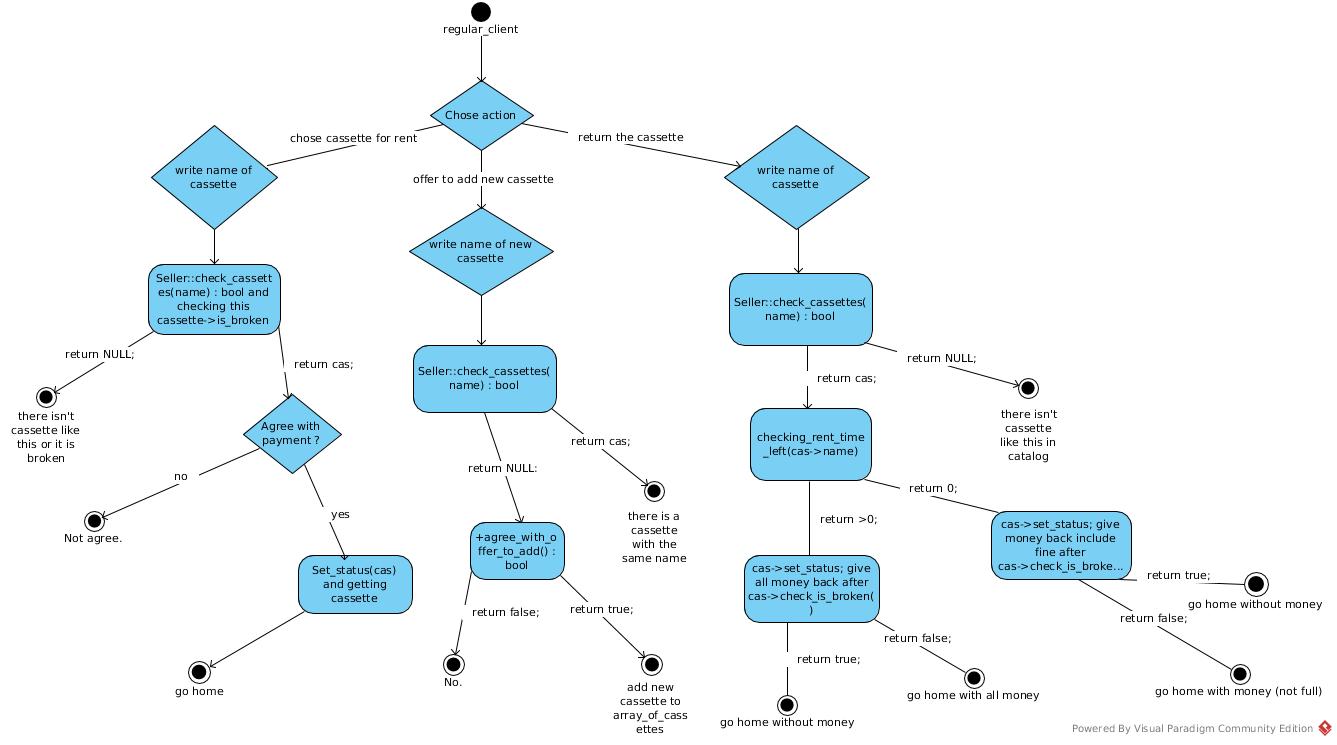 regular_client
Chose action
chose cassette for rent
return the cassette
offer to add new cassette
write name of
cassette
write name of
cassette
write name of new
cassette
Seller::check_cassett
es(name) : bool and
checking this
cassette->is_broken
Seller::check_cassettes(
name) : bool
return NULL;
return cas;
return NULL;
return cas;
Seller::check_cassettes(
name) : bool
there isn't
cassette like
this or it is
broken
Agree with
payment ?
there isn't
cassette
like this in
catalog
checking_rent_time
_left(cas->name)
return cas;
return NULL:
no
yes
return 0;
return >0;
Not agree.
there is a
cassette
with the
same name
+agree_with_o
ffer_to_add() :
bool
cas->set_status; give
money back include
fine after
cas->check_is_broke...
Set_status(cas)
and getting
cassette
cas->set_status; give
all money back after
cas->check_is_broken(
)
return true;
go home without money
return false;
return true;
return false;
return false;
return true;
go home
No.
add new
cassette to
array_of_cass
ettes
go home with all money
go home with money (not full)
go home without money
Powered By Visual Paradigm Community Edition